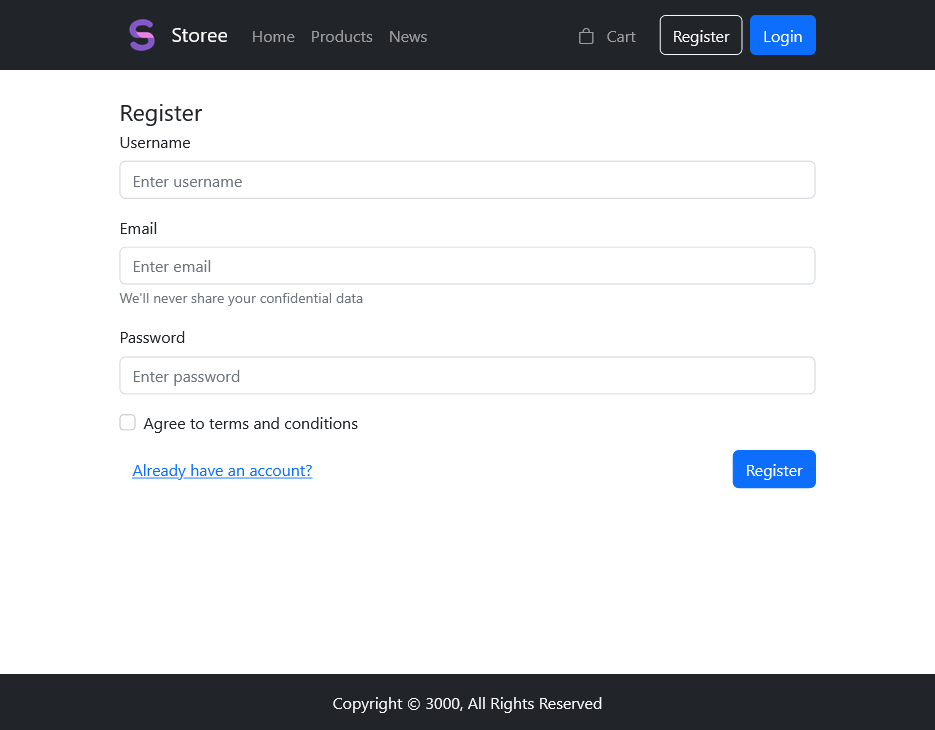 Storee Home Products News Cart Register Login
Register
Username
Enter username
Email
Enter email
We'll never share your confidential data
Password
Enter password
Agree to terms and conditions
Already have an account? Register
Copyright © 3000, All Rights Reserved